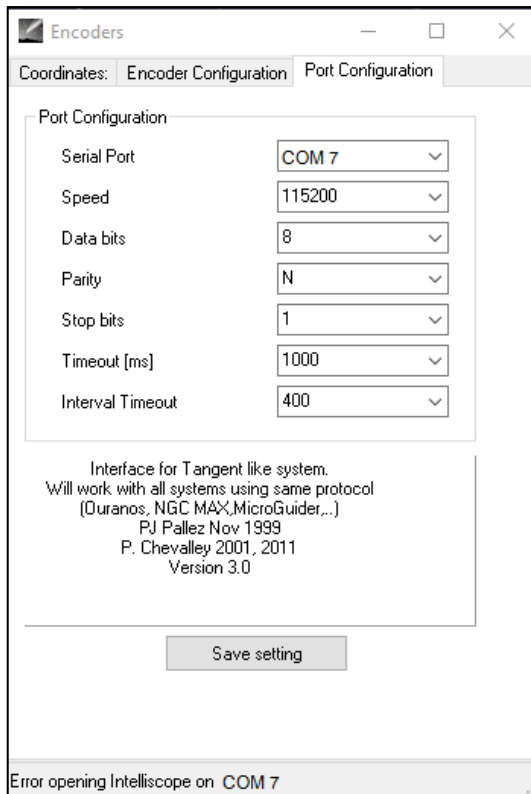 Encoders
Coordinates: Encoder Configuration Port Configuration
Port Configuration
Serial Port COM 7
Speed 115200
Data bits 8
Parity N
Stop bits 1
Timeout [ms] 1000
Interval Timeout 400
Interface for Tangent like system.
Will work with all systems using same protocol
(Ouranos, NGC MAX,MicroGuider,..)
PJ Pallez Nov 1999
P. Chevalley 2001, 2011
Version 3.0
Save setting
Error opening Intelliscope on COM 7